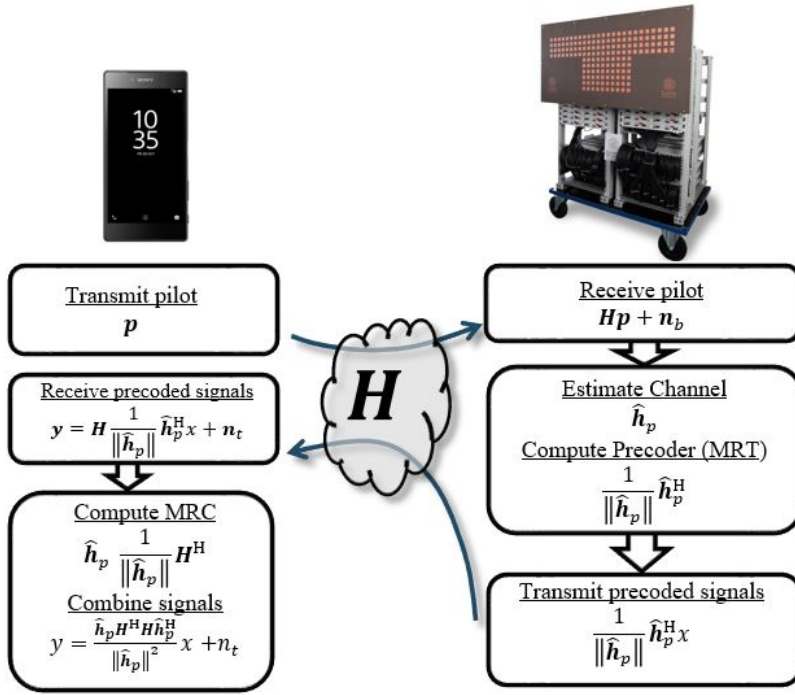 SONY
10
35
Transmit pilot
p
Receive pilot
Hp + n_b
H
Receive precoded signals
y = H 1/‖ĥ_p‖ ĥ_p^H x + n_t
Estimate Channel
ĥ_p
Compute Precoder (MRT)
1/‖ĥ_p‖ ĥ_p^H
Compute MRC
ĥ_p 1/‖ĥ_p‖ H^H
Combine signals
y = ĥ_p H^H H ĥ_p^H/‖ĥ_p‖² x + n_t
Transmit precoded signals
1/‖ĥ_p‖ ĥ_p^H x